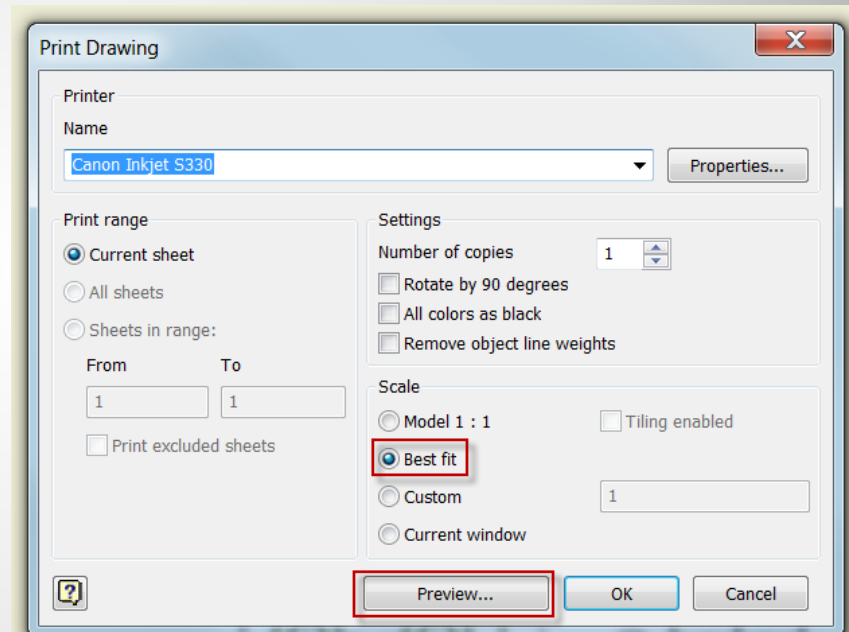 Print Drawing
X
Printer
Name
Canon Inkjet S330
Properties...
Print range
Current sheet
All sheets
Sheets in range:
From To
1 1
Print excluded sheets
Settings
Number of copies 1
Rotate by 90 degrees
All colors as black
Remove object line weights
Scale
Model 1 : 1 Tiling enabled
Best fit
Custom 1
Current window
?
Preview... OK Cancel